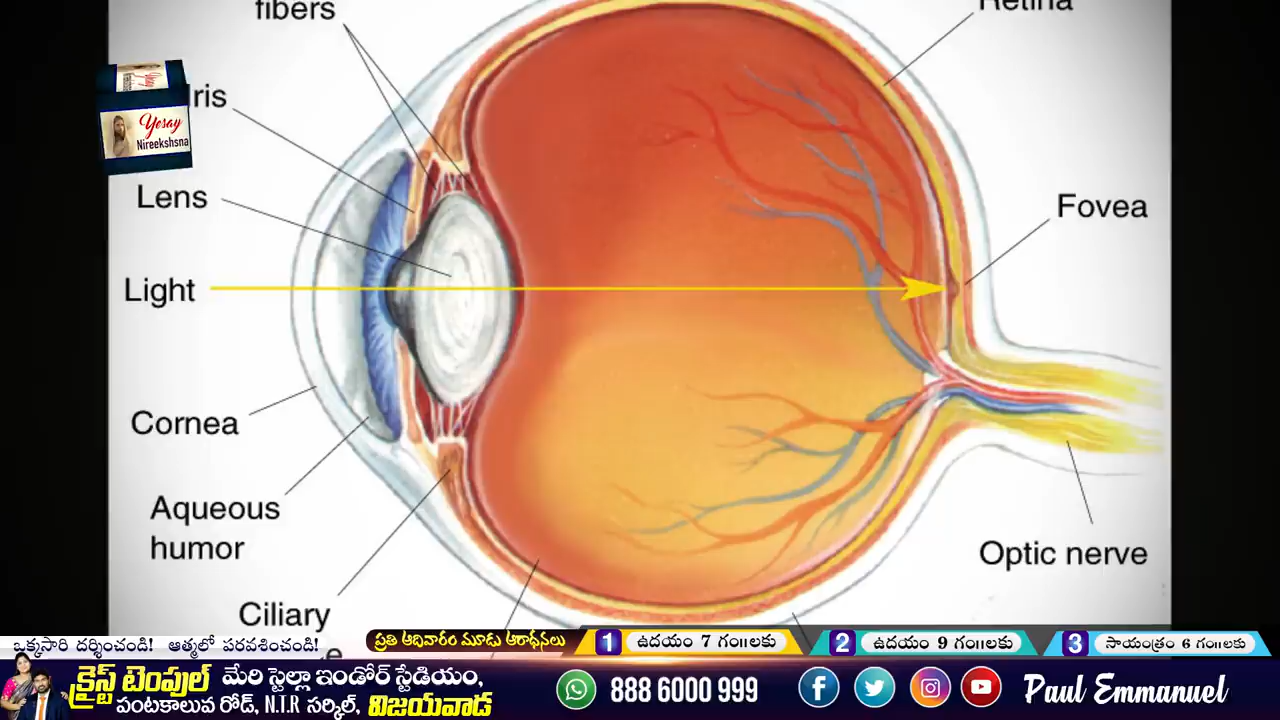 fibers
Retina
Iris
Yesay
Nireekshsna
Lens
Fovea
Light
Cornea
Aqueous
humor
Optic nerve
Ciliary
ఒక్కసారి దర్శించండి! ఆత్మలో పరవశించండి!
ప్రతి ఆదివారం మూడు ఆరాధనలు
1 ఉదయం 7 గం॥లకు
2 ఉదయం 9 గం॥లకు
3 సాయంత్రం 6 గం॥లకు
క్రైస్ట్ టెంపుల్ మేరి స్టెల్లా ఇండోర్ స్టేడియం,
పంటకాలువ రోడ్, N.T.R సర్కిల్, విజయవాడ
888 6000 999
Paul Emmanuel